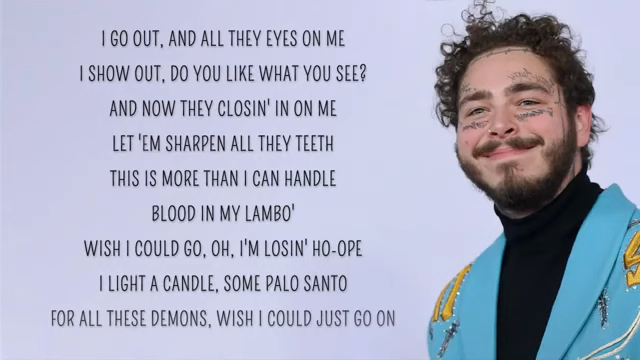 I GO OUT, AND ALL THEY EYES ON ME
I SHOW OUT, DO YOU LIKE WHAT YOU SEE?
AND NOW THEY CLOSIN' IN ON ME
LET 'EM SHARPEN ALL THEY TEETH
THIS IS MORE THAN I CAN HANDLE
BLOOD IN MY LAMBO'
WISH I COULD GO, OH, I'M LOSIN' HO-OPE
I LIGHT A CANDLE, SOME PALO SANTO
FOR ALL THESE DEMONS, WISH I COULD JUST GO ON